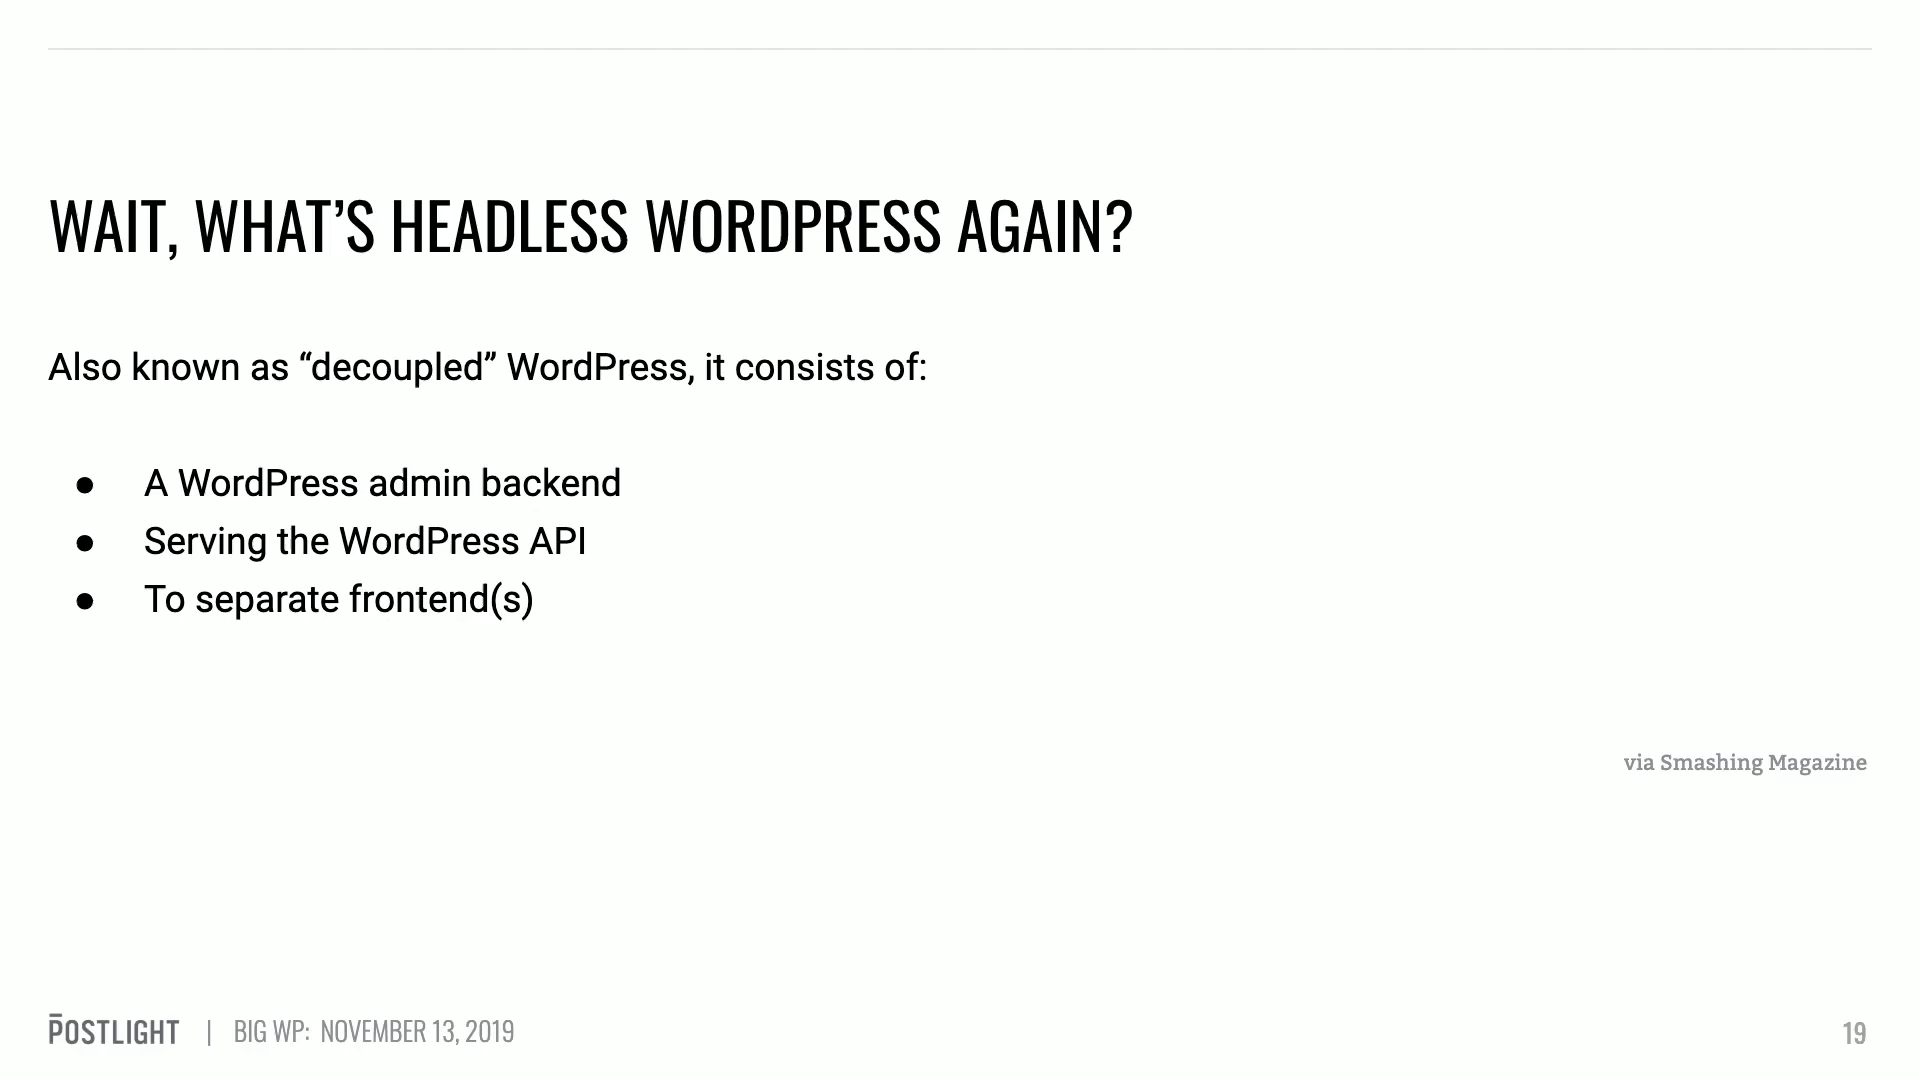 WAIT, WHAT’S HEADLESS WORDPRESS AGAIN?
Also known as “decoupled” WordPress, it consists of:
● A WordPress admin backend
● Serving the WordPress API
● To separate frontend(s)
via Smashing Magazine
POSTLIGHT | BIG WP: NOVEMBER 13, 2019
19